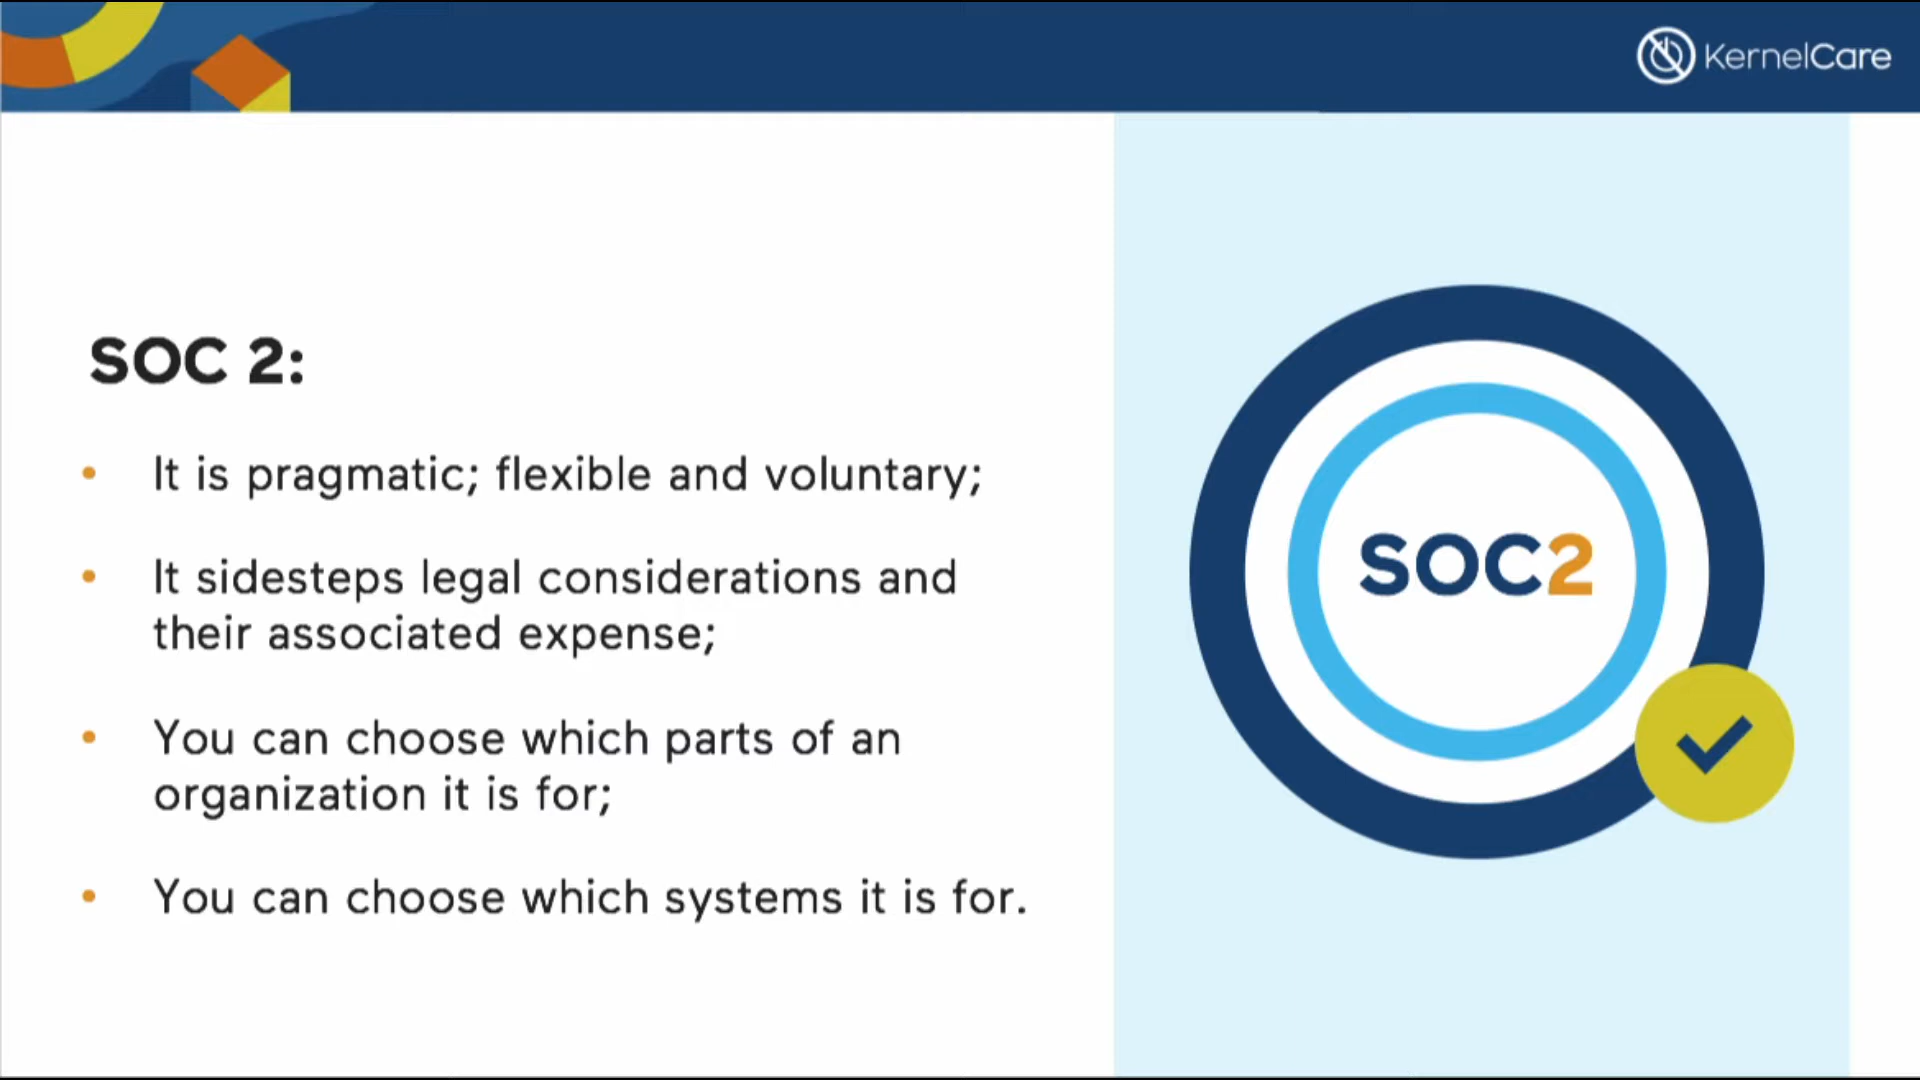 KernelCare
SOC 2:
• It is pragmatic; flexible and voluntary;
• It sidesteps legal considerations and
their associated expense;
• You can choose which parts of an
organization it is for;
• You can choose which systems it is for.
SOC2